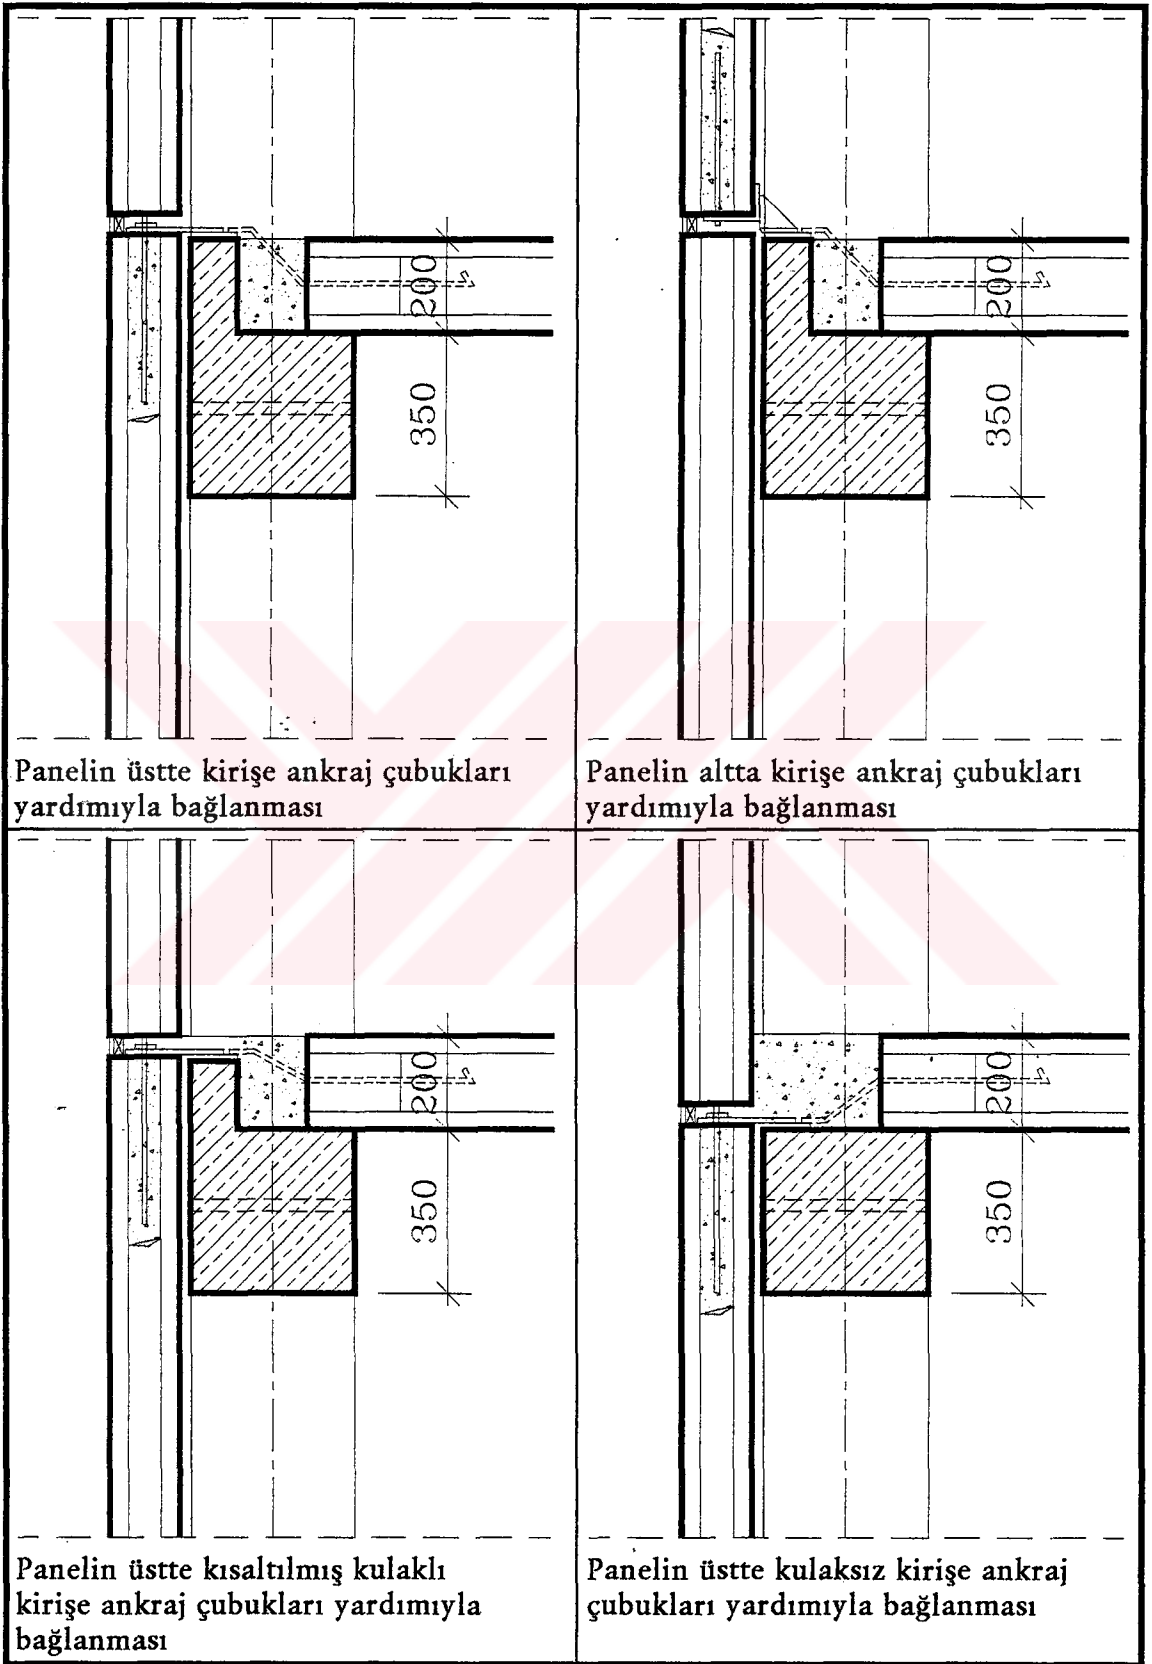 200
350
200
350
Panelin üstte kirişe ankraj çubukları
yardımıyla bağlanması
Panelin altta kirişe ankraj çubukları
yardımıyla bağlanması
200
350
200
350
Panelin üstte kısaltılmış kulaklı
kirişe ankraj çubukları yardımıyla
bağlanması
Panelin üstte kulaksız kirişe ankraj
çubukları yardımıyla bağlanması